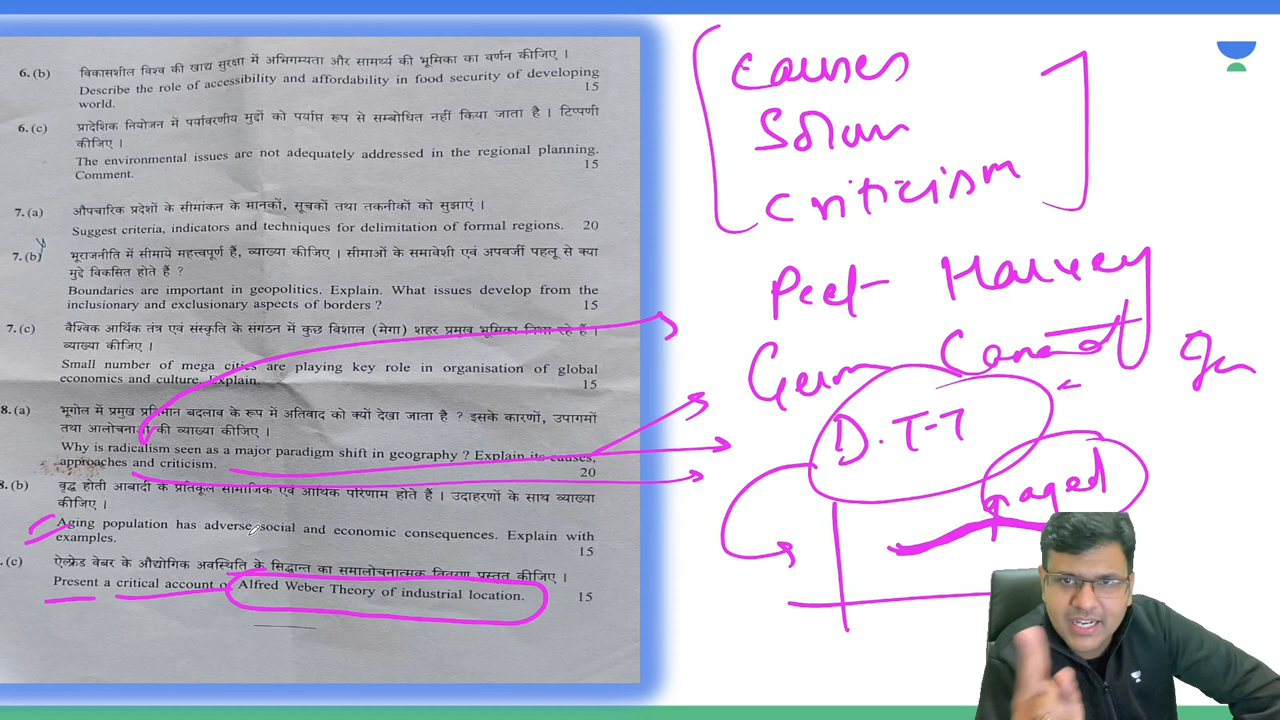 6. (b) विकासशील विश्व की खाद्य सुरक्षा में अभिगम्यता और सामर्थ्य की भूमिका का वर्णन कीजिए ।
Describe the role of accessibility and affordability in food security of developing
world. 15
6. (c) प्रादेशिक नियोजन में पर्यावरणीय मुद्दों को पर्याप्त रूप से सम्बोधित नहीं किया जाता है । टिप्पणी
कीजिए ।
The environmental issues are not adequately addressed in the regional planning.
Comment. 15
7. (a) औपचारिक प्रदेशों के सीमांकन के मानकों, सूचकों तथा तकनीकों को सुझाएं ।
Suggest criteria, indicators and techniques for delimitation of formal regions. 20
7. (b) भूराजनीति में सीमायें महत्त्वपूर्ण हैं, व्याख्या कीजिए । सीमाओं के समावेशी एवं अपवर्जी पहलू से क्या
मुद्दे विकसित होते हैं ?
Boundaries are important in geopolitics, explain. What issues develop from the
inclusionary and exclusionary aspects of borders ? 15
7. (c) वैश्विक आर्थिक तंत्र एवं संस्कृति के संगठन में कुछ विशाल (मेगा) शहर प्रमुख भूमिका निभा रहे हैं ।
व्याख्या कीजिए ।
Small number of mega cities are playing key role in organisation of global
economics and culture. Explain. 15
8. (a) भूगोल में प्रमुख प्रतिमान बदलाव के रूप में अतिवाद को क्यों देखा जाता है ? इसके कारणों, उपागमों
तथा आलोचनाओं की व्याख्या कीजिए ।
Why is radicalism seen as a major paradigm shift in geography ? Explain its causes,
approaches and criticism. 20
8. (b) वृद्ध होती आबादी के प्रतिकूल सामाजिक एवं आर्थिक परिणाम होते हैं । उदाहरणों के साथ व्याख्या
कीजिए ।
Aging population has adverse social and economic consequences. Explain with
examples. 15
. (c) ऐल्फ्रेड वेबर के औद्योगिक अवस्थिति के सिद्धान्त का समालोचनात्मक विवरण प्रस्तुत कीजिए ।
Present a critical account of Alfred Weber Theory of industrial location. 15
Causes
Criticism
Peet Harvey
D.T.T
aged